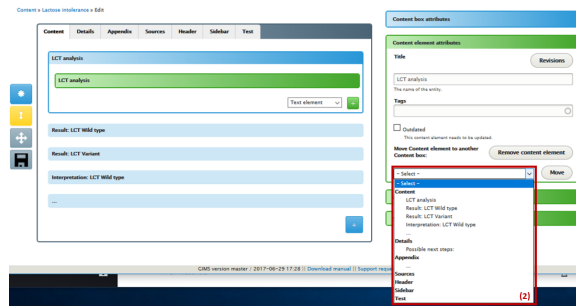 Content » Lactose intolerance » Edit
Content Details Appendix Sources Header Sidebar Test
LCT analysis
LCT analysis
Text element
+
Result: LCT Wild type
Result: LCT Variant
Interpretation: LCT Wild type
...
+
Content box attributes
Content element attributes
Title
Revisions
LCT analysis
The name of the entity.
Tags
Outdated
This content element needs to be updated.
Move Content element to another
Content box:
Remove content element
- Select -
Move
- Select -
Content
LCT analysis
Result: LCT Wild type
Result: LCT Variant
Interpretation: LCT Wild type
...
Details
Possible next steps:
Appendix
...
Sources
Header
Sidebar
Test
(2)
GIMS version master / 2017-06-29 17:28 || Download manual || Support reque